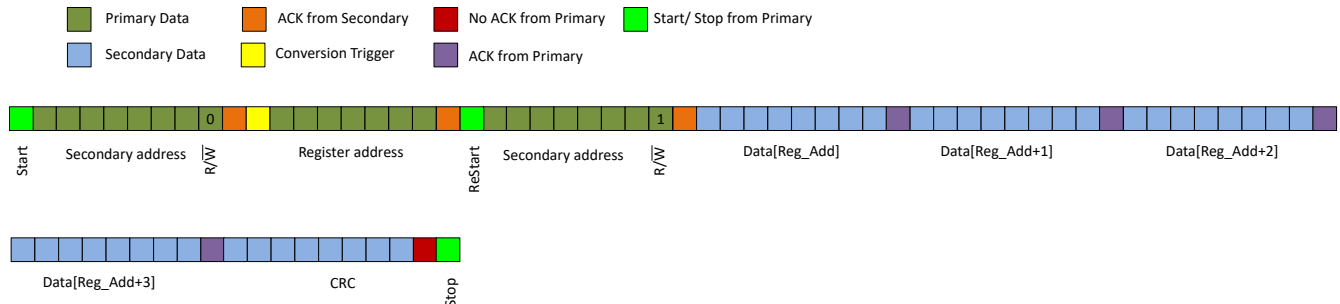 Primary Data
ACK from Secondary
No ACK from Primary
Start/ Stop from Primary
Secondary Data
Conversion Trigger
ACK from Primary
0
1
Start
Secondary address
R/W̅
Register address
ReStart
Secondary address
R/W̅
Data[Reg_Add]
Data[Reg_Add+1]
Data[Reg_Add+2]
Data[Reg_Add+3]
CRC
Stop